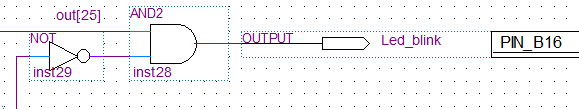 out[25]
AND2
NOT
OUTPUT
Led_blink
PIN_B16
inst29
inst28